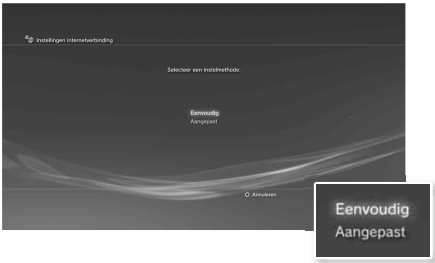 Instellingen internetverbinding
Selecteer een instelmethode.
Eenvoudig
Aangepast
Annuleren
Eenvoudig
Aangepast